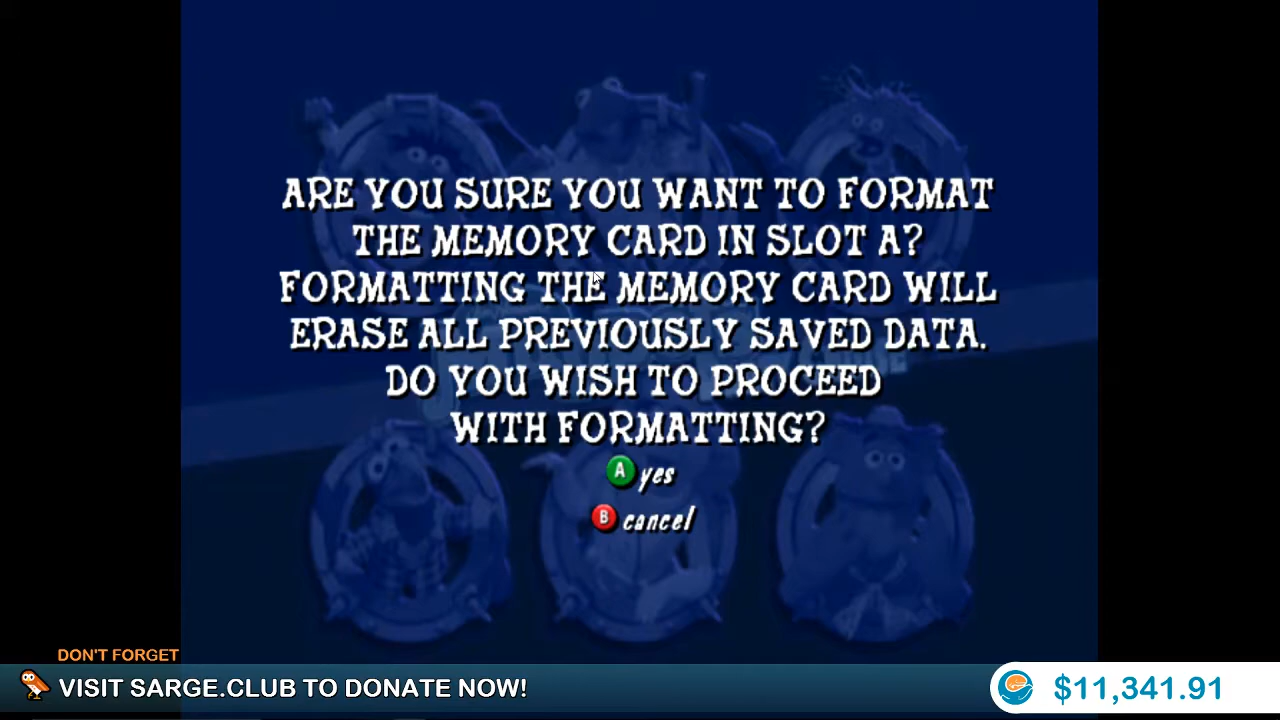 ARE YOU SURE YOU WANT TO FORMAT
THE MEMORY CARD IN SLOT A?
FORMATTING THE MEMORY CARD WILL
ERASE ALL PREVIOUSLY SAVED DATA.
DO YOU WISH TO PROCEED
WITH FORMATTING?
A yes
B cancel
DON'T FORGET
VISIT SARGE.CLUB TO DONATE NOW!
$11,341.91